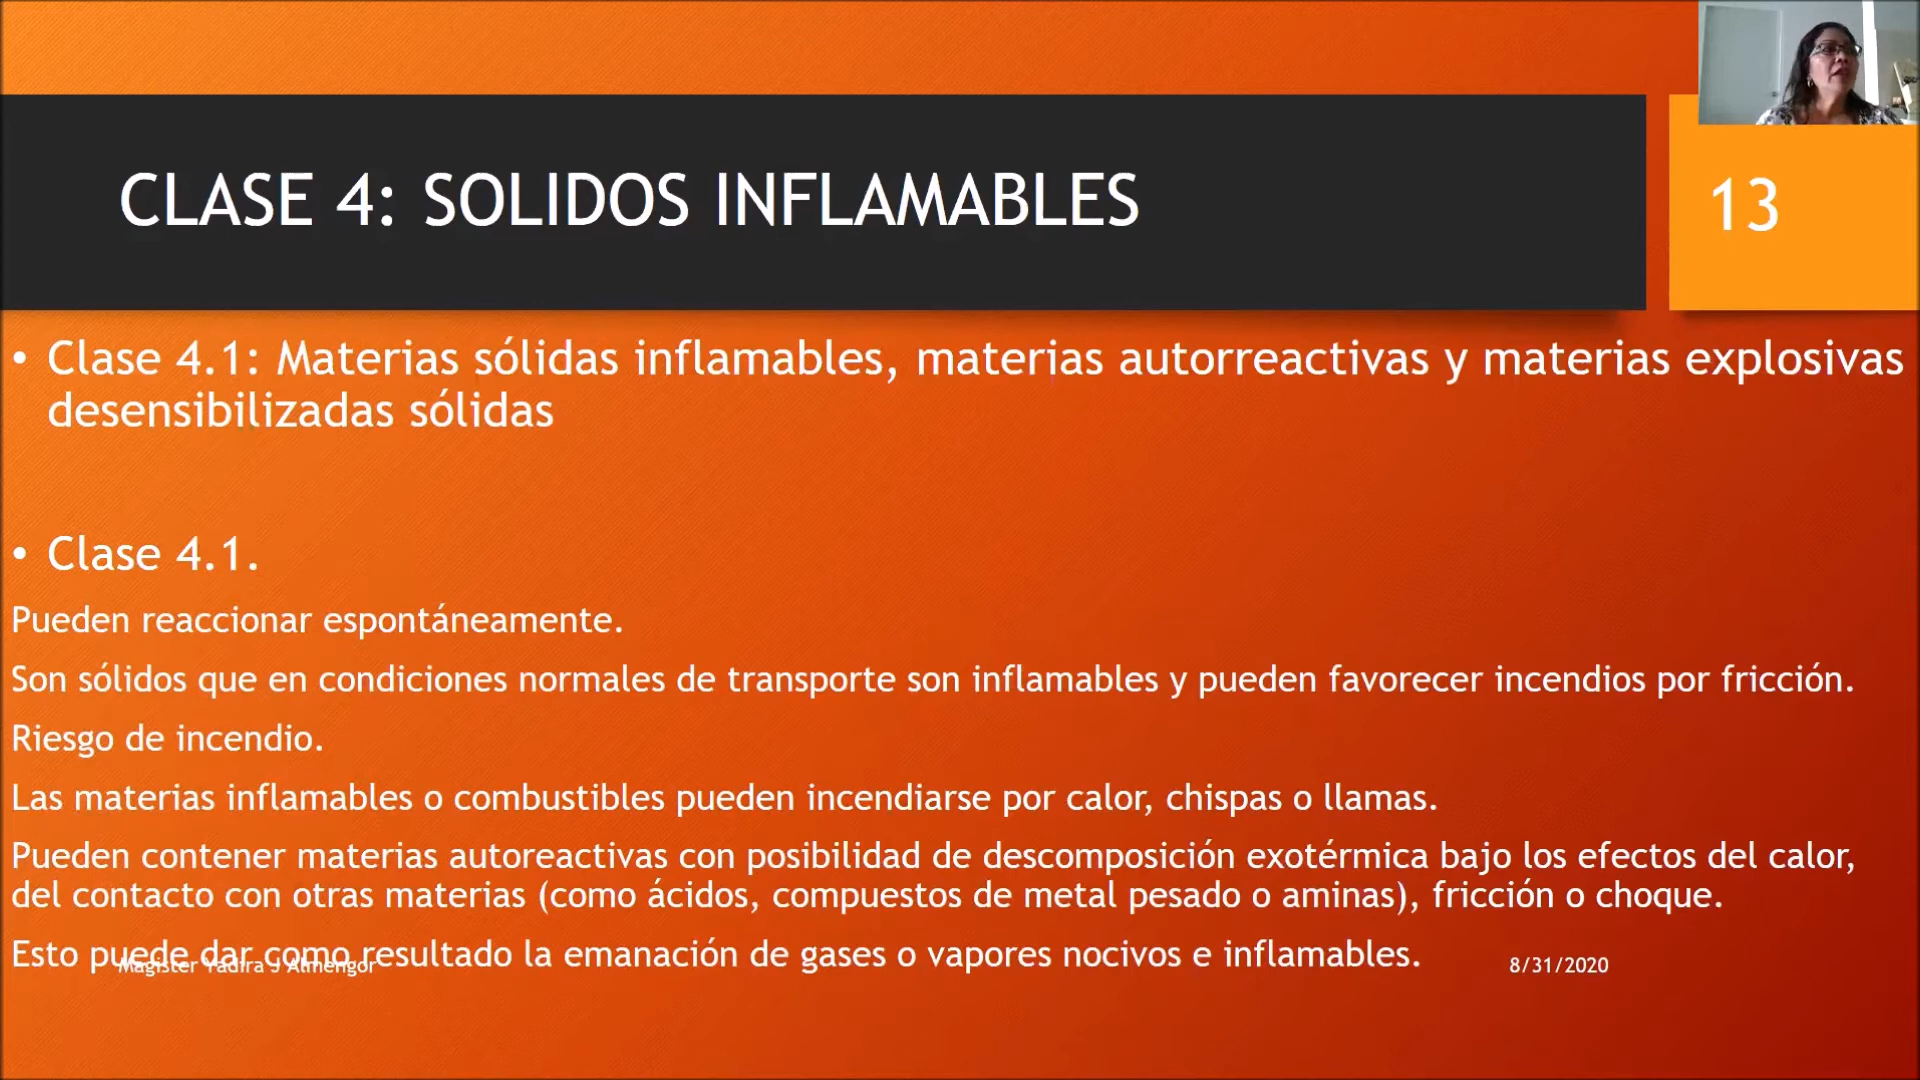 CLASE 4: SOLIDOS INFLAMABLES
13
• Clase 4.1: Materias sólidas inflamables, materias autorreactivas y materias explosivas
desensibilizadas sólidas
• Clase 4.1.
Pueden reaccionar espontáneamente.
Son sólidos que en condiciones normales de transporte son inflamables y pueden favorecer incendios por fricción.
Riesgo de incendio.
Las materias inflamables o combustibles pueden incendiarse por calor, chispas o llamas.
Pueden contener materias autoreactivas con posibilidad de descomposición exotérmica bajo los efectos del calor,
del contacto con otras materias (como ácidos, compuestos de metal pesado o aminas), fricción o choque.
Esto puede dar como resultado la emanación de gases o vapores nocivos e inflamables.
Magister Yadira J Almengor
8/31/2020